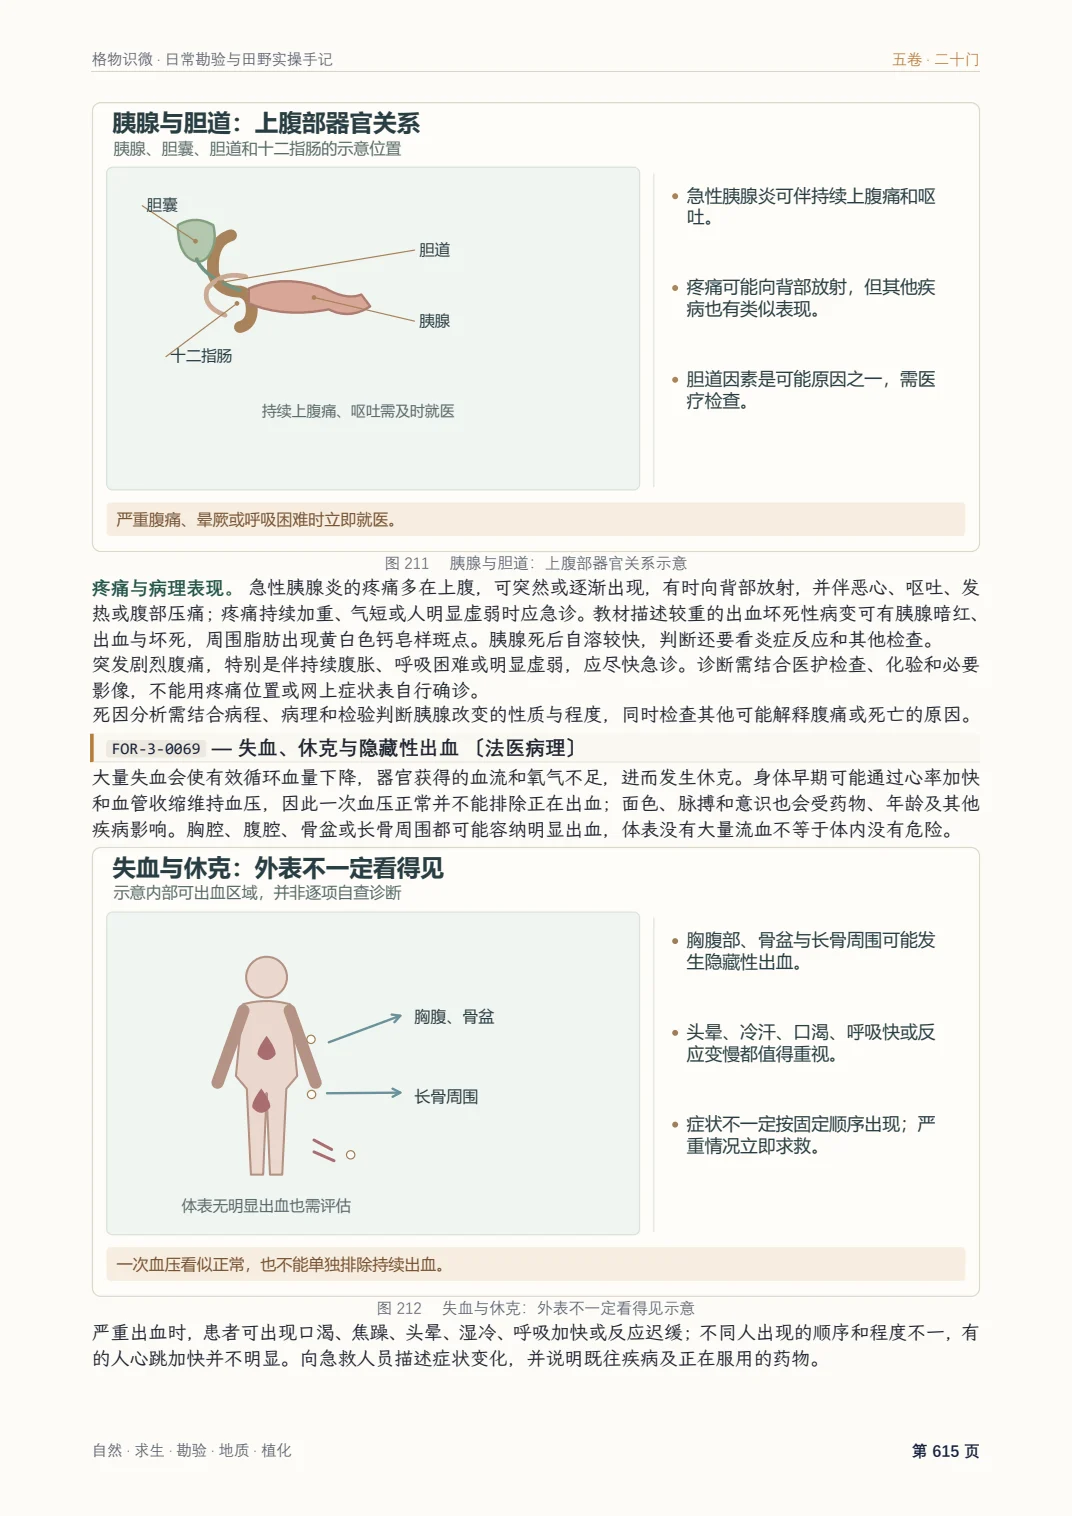 格物识微 · 日常勘验与田野实操手记
五卷 · 二十门
胰腺与胆道：上腹部器官关系
胰腺、胆囊、胆道和十二指肠的示意位置
胆囊
胆道
胰腺
十二指肠
持续上腹痛、呕吐需及时就医
• 急性胰腺炎可伴持续上腹痛和呕
吐。
• 疼痛可能向背部放射，但其他疾
病也有类似表现。
• 胆道因素是可能原因之一，需医
疗检查。
严重腹痛、晕厥或呼吸困难时立即就医。
图 211 胰腺与胆道：上腹部器官关系示意
疼痛与病理表现。 急性胰腺炎的疼痛多在上腹，可突然或逐渐出现，有时向背部放射，并伴恶心、呕吐、发
热或腹部压痛；疼痛持续加重、气短或人明显虚弱时应急诊。教材描述较重的出血坏死性病变可有胰腺暗红、
出血与坏死，周围脂肪出现黄白色钙皂样斑点。胰腺死后自溶较快，判断还要看炎症反应和其他检查。
突发剧烈腹痛，特别是伴持续腹胀、呼吸困难或明显虚弱，应尽快急诊。诊断需结合医护检查、化验和必要
影像，不能用疼痛位置或网上症状表自行确诊。
死因分析需结合病程、病理和检验判断胰腺改变的性质与程度，同时检查其他可能解释腹痛或死亡的原因。
FOR-3-0069 — 失血、休克与隐藏性出血 〔法医病理〕
大量失血会使有效循环血量下降，器官获得的血流和氧气不足，进而发生休克。身体早期可能通过心率加快
和血管收缩维持血压，因此一次血压正常并不能排除正在出血；面色、脉搏和意识也会受药物、年龄及其他
疾病影响。胸腔、腹腔、骨盆或长骨周围都可能容纳明显出血，体表没有大量流血不等于体内没有危险。
失血与休克：外表不一定看得见
示意内部可出血区域，并非逐项自查诊断
胸腹、骨盆
长骨周围
体表无明显出血也需评估
• 胸腹部、骨盆与长骨周围可能发
生隐藏性出血。
• 头晕、冷汗、口渴、呼吸快或反
应变慢都值得重视。
• 症状不一定按固定顺序出现；严
重情况立即求救。
一次血压看似正常，也不能单独排除持续出血。
图 212 失血与休克：外表不一定看得见示意
严重出血时，患者可出现口渴、焦躁、头晕、湿冷、呼吸加快或反应迟缓；不同人出现的顺序和程度不一，有
的人心跳加快并不明显。向急救人员描述症状变化，并说明既往疾病及正在服用的药物。
自然 · 求生 · 勘验 · 地质 · 植化
第 615 页